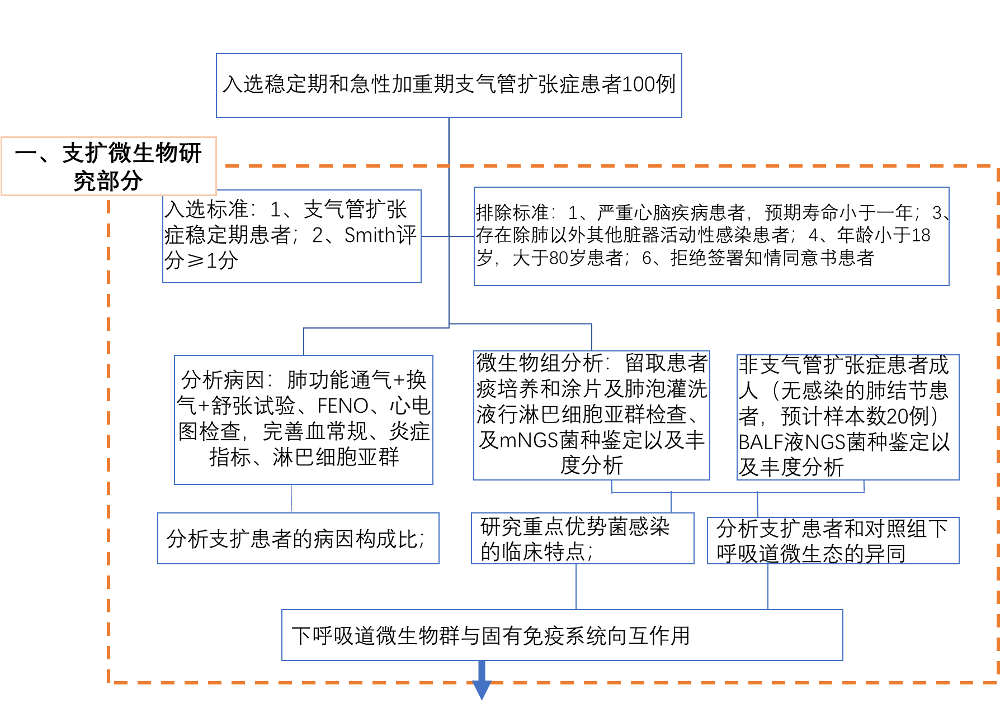 入选稳定期和急性加重期支气管扩张症患者100例
一、支扩微生物研
究部分
入选标准：1、支气管扩张
症稳定期患者；2、Smith评
分≥1分
排除标准：1、严重心脑疾病患者，预期寿命小于一年；3、
存在除肺以外其他脏器活动性感染患者；4、年龄小于18
岁，大于80岁患者；6、拒绝签署知情同意书患者
分析病因：肺功能通气+换
气+舒张试验、FENO、心电
图检查，完善血常规、炎症
指标、淋巴细胞亚群
微生物组分析：留取患者
痰培养和涂片及肺泡灌洗
液行淋巴细胞亚群检查、
及mNGS菌种鉴定以及丰
度分析
非支气管扩张症患者成
人（无感染的肺结节患
者，预计样本数20例）
BALF液NGS菌种鉴定以
及丰度分析
分析支扩患者的病因构成比；
研究重点优势菌感染
的临床特点；
分析支扩患者和对照组下
呼吸道微生态的异同
下呼吸道微生物群与固有免疫系统向互作用